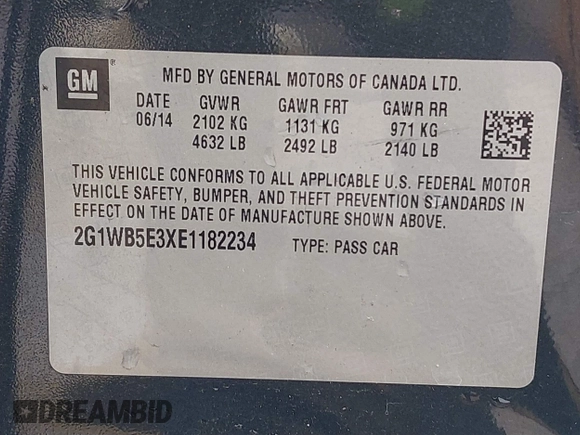 GM
MFD BY GENERAL MOTORS OF CANADA LTD.
DATE GVWR GAWR FRT GAWR RR
06/14 2102 KG 1131 KG 971 KG
4632 LB 2492 LB 2140 LB
THIS VEHICLE CONFORMS TO ALL APPLICABLE U.S. FEDERAL MOTOR
VEHICLE SAFETY, BUMPER, AND THEFT PREVENTION STANDARDS IN
EFFECT ON THE DATE OF MANUFACTURE SHOWN ABOVE.
2G1WB5E3XE1182234 TYPE: PASS CAR
DREAMBID